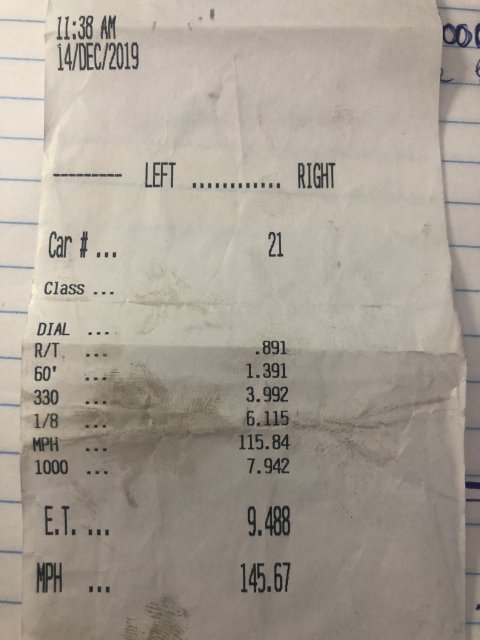 11:38 AM
14/DEC/2019
--------- LEFT ............ RIGHT
Car # ... 21
Class ...
DIAL ...
R/T ... .891
60' ... 1.391
330 ... 3.992
1/8 ... 6.115
MPH ... 115.84
1000 ... 7.942
E.T. ... 9.488
MPH ... 145.67